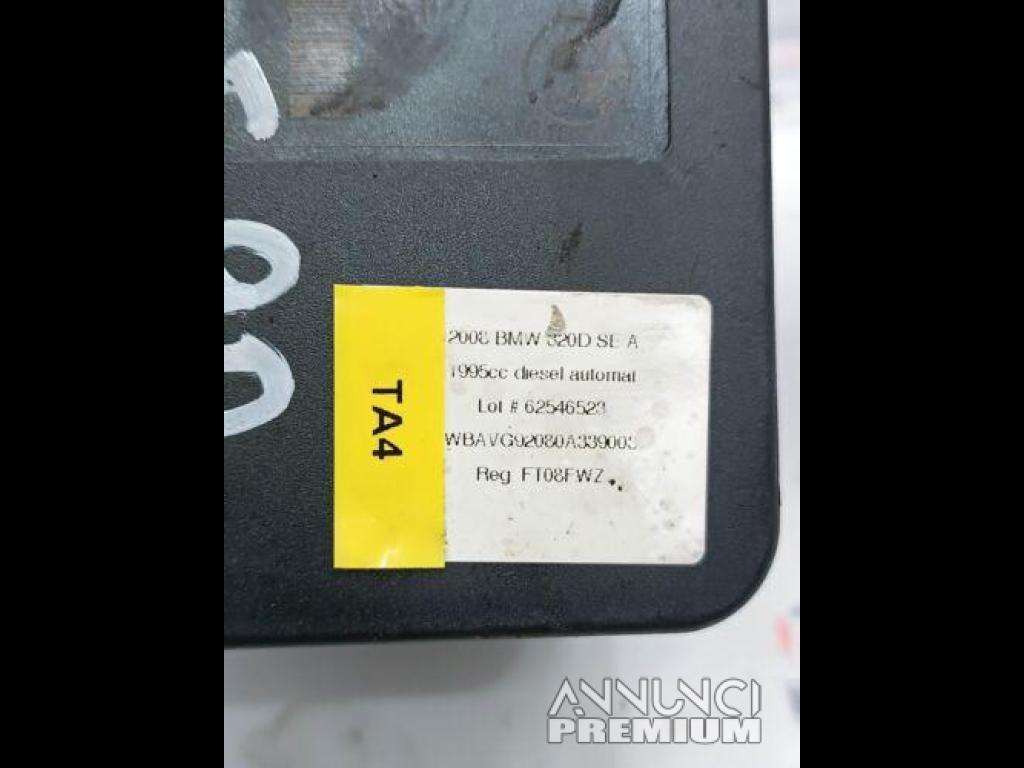 TA4
2008 BMW 320D SE A
1995cc diesel automat
Lot # 62546523
WBAVG92080A339003
Reg FT08FWZ
ANNUNCI
PREMIUM